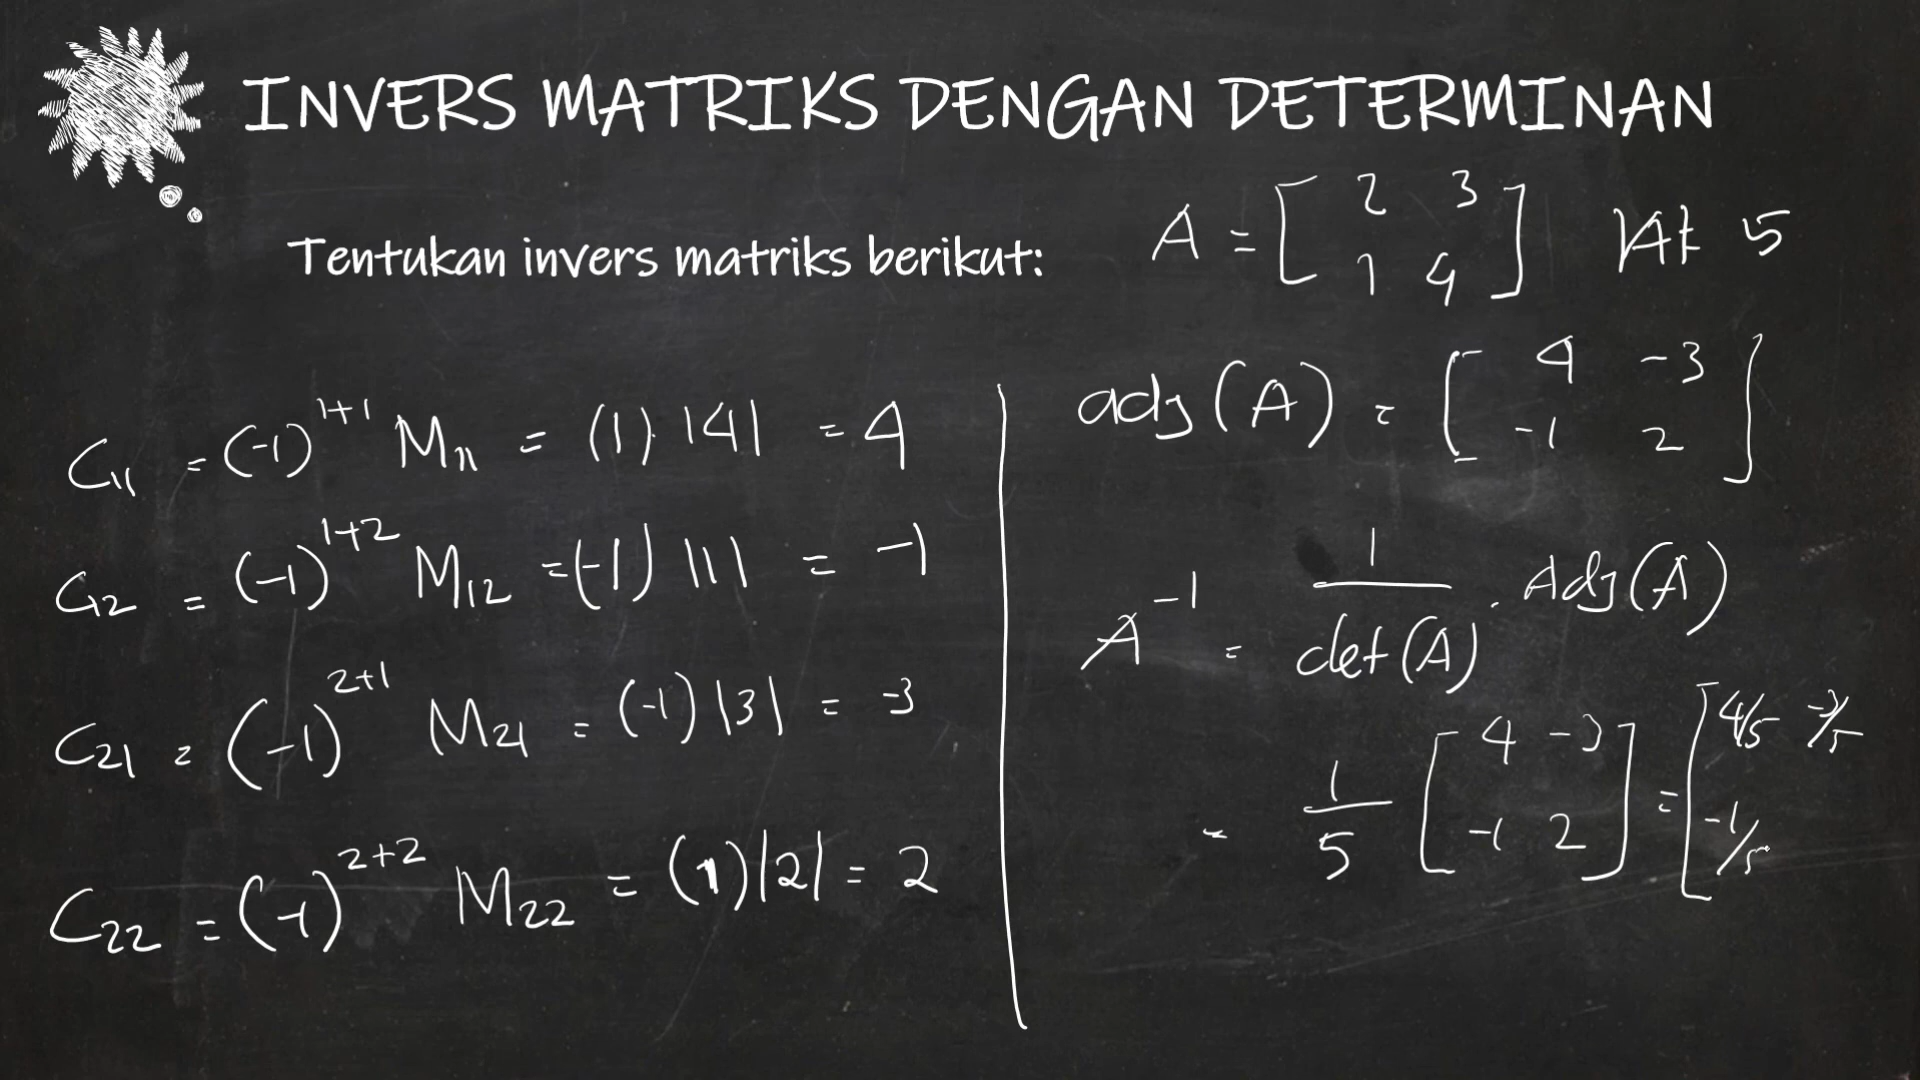 INVERS MATRIKS DENGAN DETERMINAN
Tentukan invers matriks berikut:
A = [ 2 3
1 4 ] |A| = 5
C11 = (-1)^1+1 M11 = (1) |4| = 4
C12 = (-1)^1+2 M12 = (-1) |1| = -1
C21 = (-1)^2+1 M21 = (-1) |3| = -3
C22 = (-1)^2+2 M22 = (1) |2| = 2
adj(A) = [ 4 -3
-1 2 ]
A^-1 = 1/det(A) . Adj(A)
= 1/5 [ 4 -3
-1 2 ] = [ 4/5 -3/5
-1/5